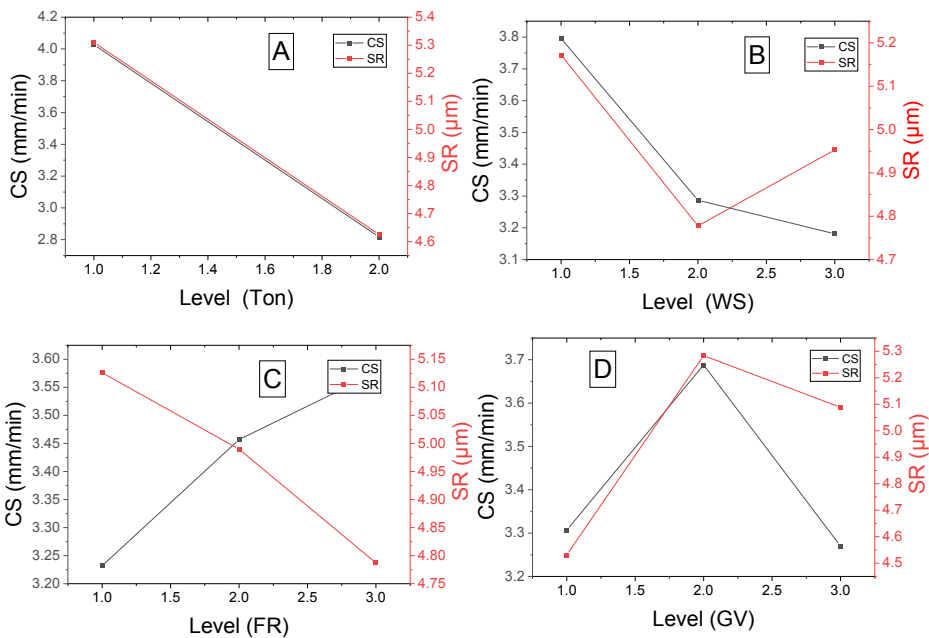 A
CS
SR
CS (mm/min)
4.2
4.0
3.8
3.6
3.4
3.2
3.0
2.8
5.4
5.3
5.2
5.1
5.0
4.9
4.8
4.7
4.6
SR (μm)
1.0 1.2 1.4 1.6 1.8 2.0
Level (Ton)
B
CS
SR
CS (mm/min)
3.8
3.7
3.6
3.5
3.4
3.3
3.2
3.1
5.2
5.1
5.0
4.9
4.8
4.7
SR (μm)
1.0 1.5 2.0 2.5 3.0
Level (WS)
C
CS
SR
CS (mm/min)
3.60
3.55
3.50
3.45
3.40
3.35
3.30
3.25
3.20
5.15
5.10
5.05
5.00
4.95
4.90
4.85
4.80
4.75
SR (μm)
1.0 1.5 2.0 2.5 3.0
Level (FR)
D
CS
SR
CS (mm/min)
3.7
3.6
3.5
3.4
3.3
3.2
5.3
5.2
5.1
5.0
4.9
4.8
4.7
4.6
4.5
SR (μm)
1.0 1.5 2.0 2.5 3.0
Level (GV)